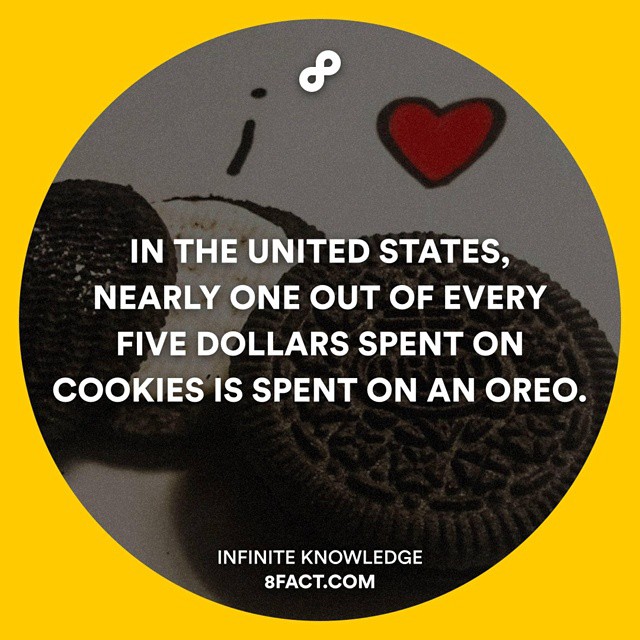 i
IN THE UNITED STATES,
NEARLY ONE OUT OF EVERY
FIVE DOLLARS SPENT ON
COOKIES IS SPENT ON AN OREO.
INFINITE KNOWLEDGE
8FACT.COM